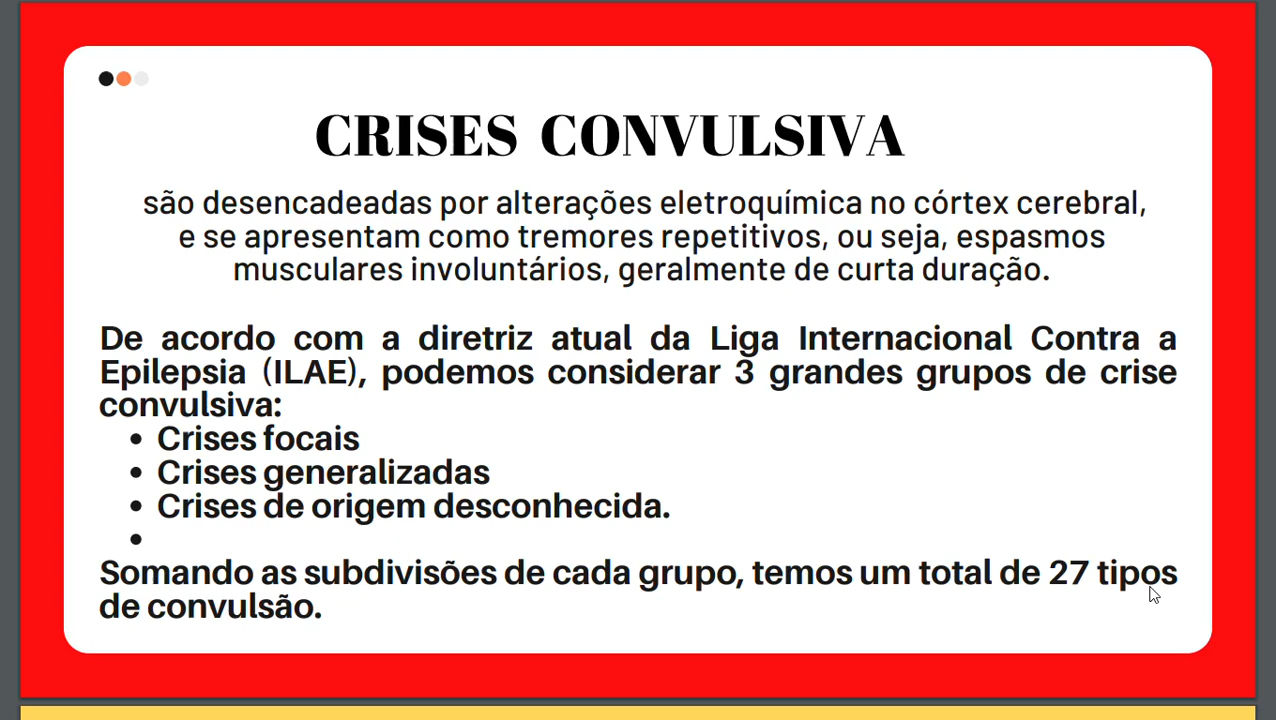 CRISES CONVULSIVA
são desencadeadas por alterações eletroquímica no córtex cerebral,
e se apresentam como tremores repetitivos, ou seja, espasmos
musculares involuntários, geralmente de curta duração.
De acordo com a diretriz atual da Liga Internacional Contra a
Epilepsia (ILAE), podemos considerar 3 grandes grupos de crise
convulsiva:
• Crises focais
• Crises generalizadas
• Crises de origem desconhecida.
•
Somando as subdivisões de cada grupo, temos um total de 27 tipos
de convulsão.